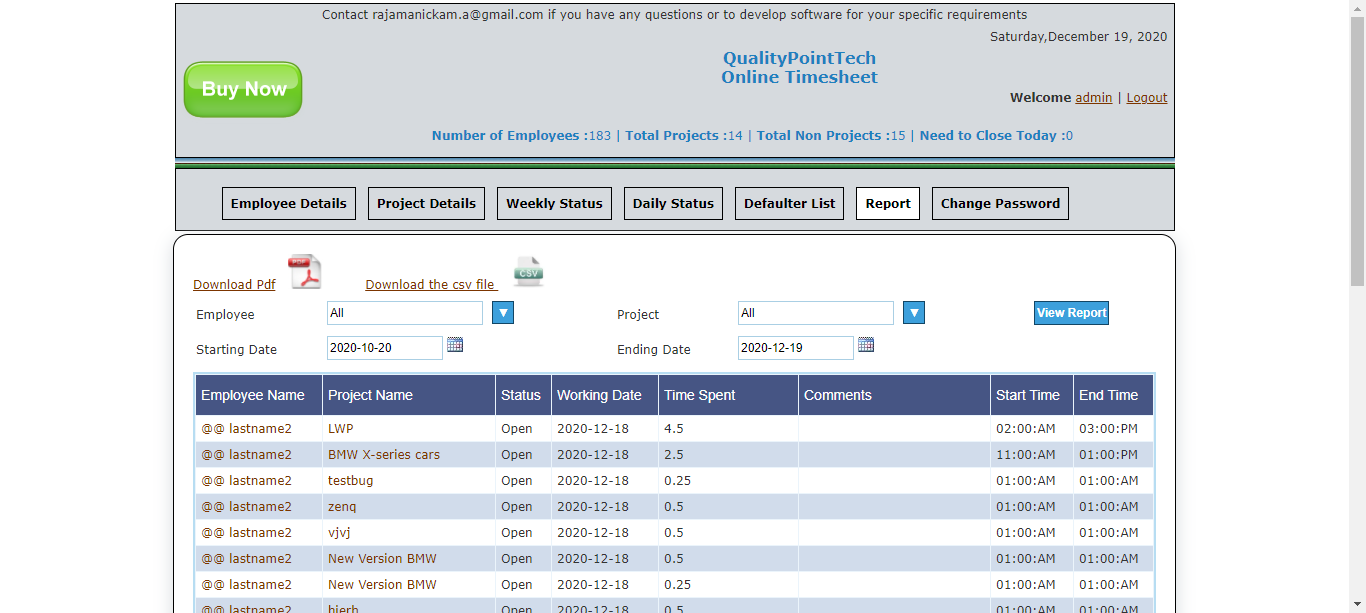 Contact rajamanickam.a@gmail.com if you have any questions or to develop software for your specific requirements
Saturday,December 19, 2020
Buy Now
QualityPointTech
Online Timesheet
Welcome admin | Logout
Number of Employees :183 | Total Projects :14 | Total Non Projects :15 | Need to Close Today :0
Employee Details Project Details Weekly Status Daily Status Defaulter List Report Change Password
Download Pdf PDF Download the csv file CSV
Employee All Project All View Report
Starting Date 2020-10-20 Ending Date 2020-12-19
Employee Name Project Name Status Working Date Time Spent Comments Start Time End Time
@@ lastname2 LWP Open 2020-12-18 4.5 02:00:AM 03:00:PM
@@ lastname2 BMW X-series cars Open 2020-12-18 2.5 11:00:AM 01:00:PM
@@ lastname2 testbug Open 2020-12-18 0.25 01:00:AM 01:00:AM
@@ lastname2 zenq Open 2020-12-18 0.5 01:00:AM 01:00:AM
@@ lastname2 vjvj Open 2020-12-18 0.5 01:00:AM 01:00:AM
@@ lastname2 New Version BMW Open 2020-12-18 0.5 01:00:AM 01:00:AM
@@ lastname2 New Version BMW Open 2020-12-18 0.25 01:00:AM 01:00:AM
@@ lastname2 Open 2020-12-18 0.5 01:00:AM 01:00:AM